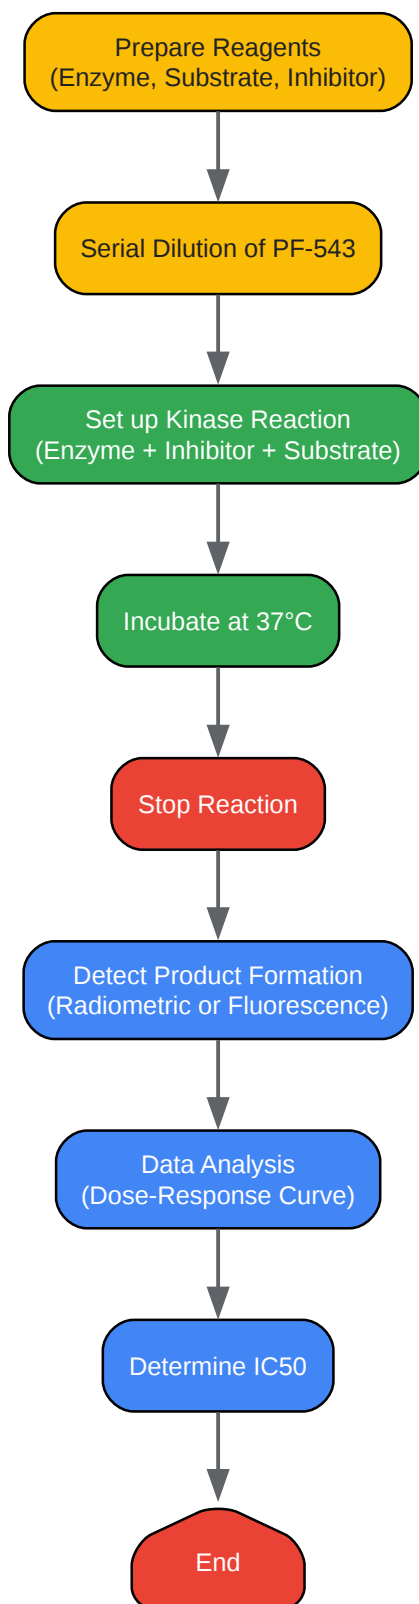 Prepare Reagents
(Enzyme, Substrate, Inhibitor)
Serial Dilution of PF-543
Set up Kinase Reaction
(Enzyme + Inhibitor + Substrate)
Incubate at 37°C
Stop Reaction
Detect Product Formation
(Radiometric or Fluorescence)
Data Analysis
(Dose-Response Curve)
Determine IC50
End